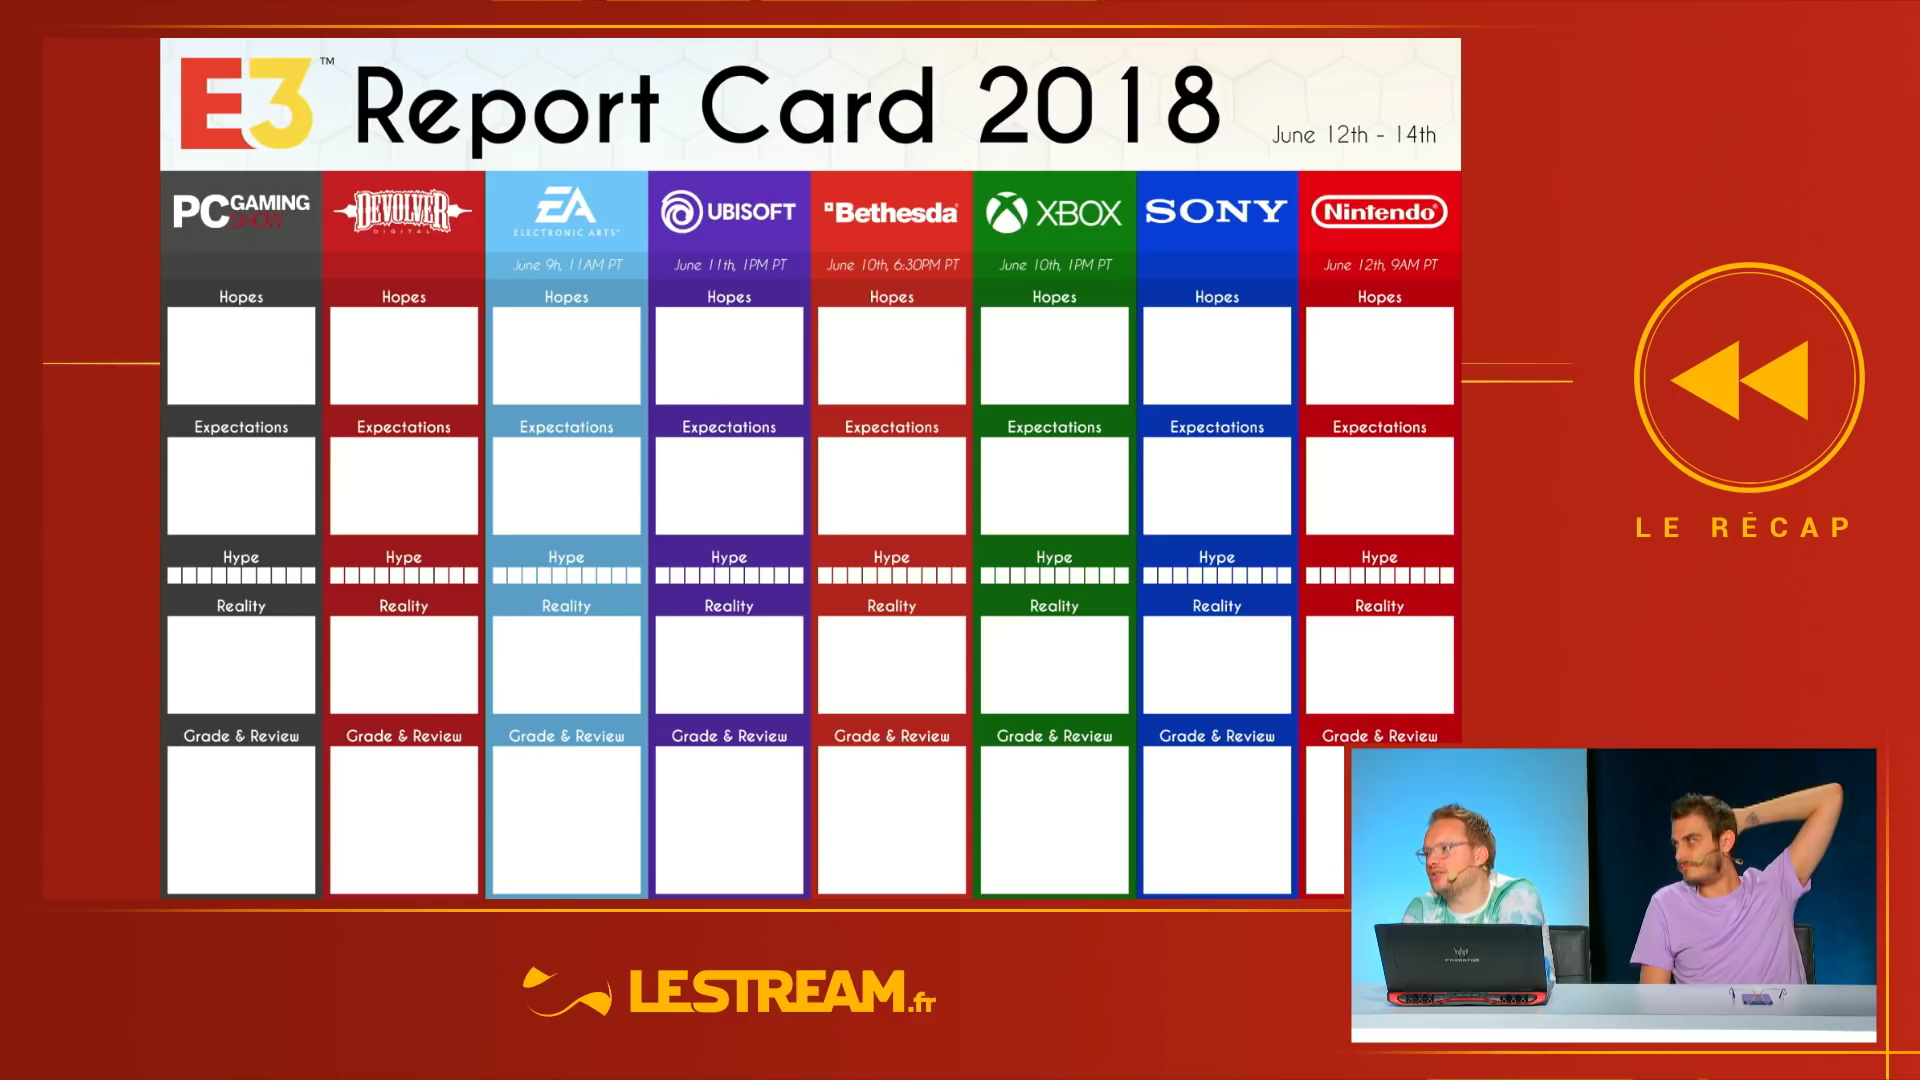 E3™ Report Card 2018 June 12th - 14th
PC GAMING SHOW
DEVOLVER DIGITAL
EA ELECTRONIC ARTS™
UBISOFT
Bethesda
XBOX
SONY
Nintendo
June 9h, 11AM PT June 11th, 1PM PT June 10th, 6:30PM PT June 10th, 1PM PT June 12th, 9AM PT
Hopes Hopes Hopes Hopes Hopes Hopes Hopes Hopes
Expectations Expectations Expectations Expectations Expectations Expectations Expectations Expectations
Hype Hype Hype Hype Hype Hype Hype Hype
Reality Reality Reality Reality Reality Reality Reality Reality
Grade & Review Grade & Review Grade & Review Grade & Review Grade & Review Grade & Review Grade & Review Grade & Review
LE RÉCAP
PREDATOR
LESTREAM.fr